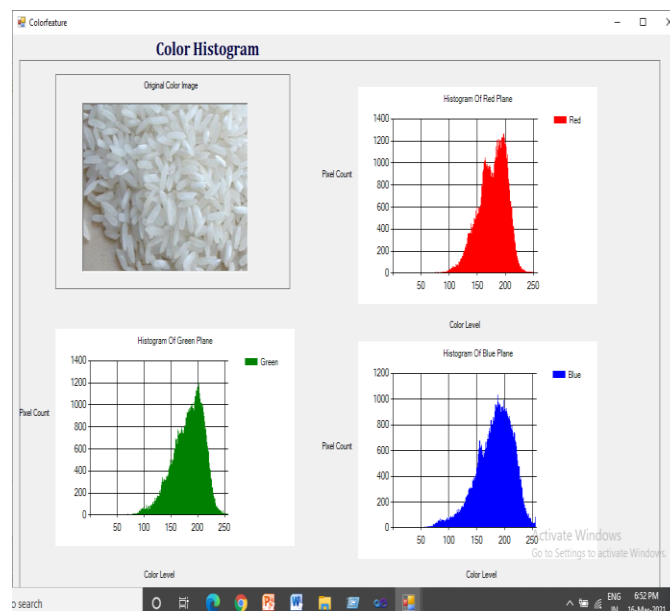 Colorfeature
Color Histogram
Original Color Image
Histogram Of Red Plane
Red
Pixel Count
1400
1200
1000
800
600
400
200
0
50 100 150 200 250
Color Level
Histogram Of Green Plane
Green
Pixel Count
1400
1200
1000
800
600
400
200
0
50 100 150 200 250
Color Level
Histogram Of Blue Plane
Blue
Pixel Count
1200
1000
800
600
400
200
0
50 100 150 200 250
Color Level
Activate Windows
Go to Settings to activate Windows.
o search
ENG 6:52 PM
IN 16-Mar-2021